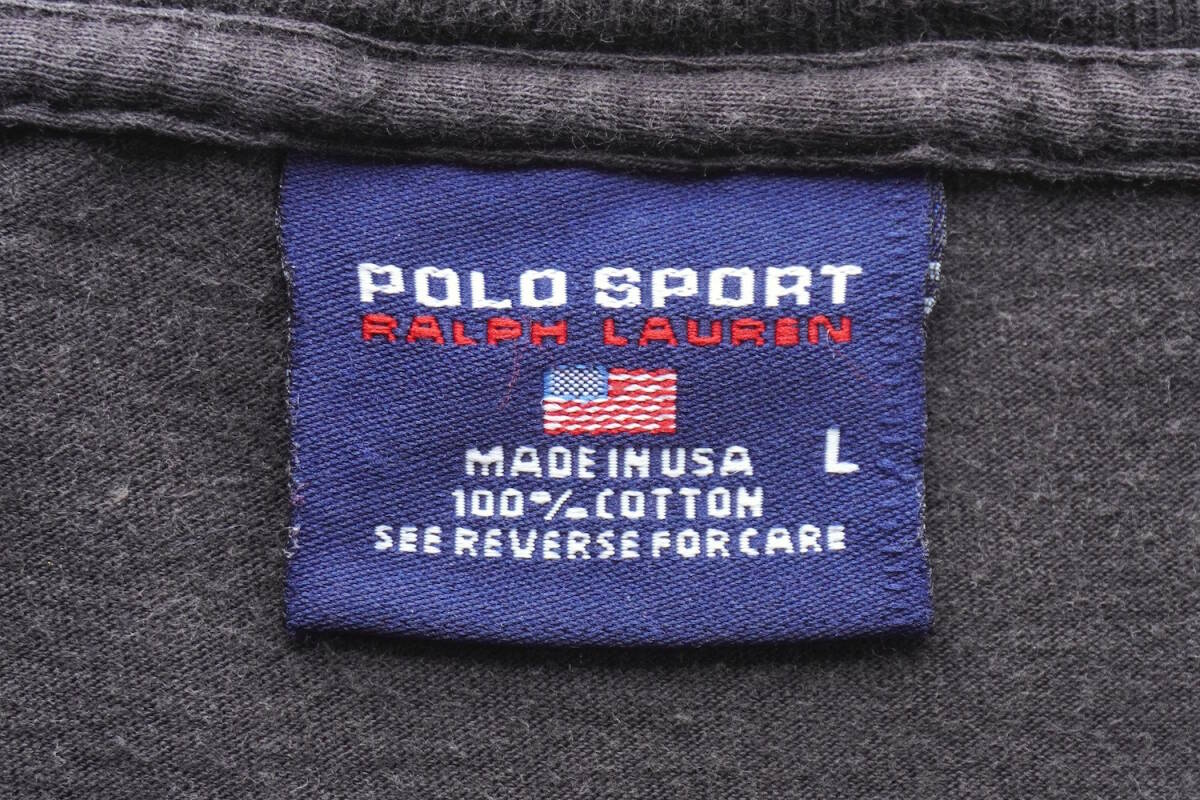 POLO SPORT
RALPH LAUREN
MADE IN USA L
100% COTTON
SEE REVERSE FOR CARE